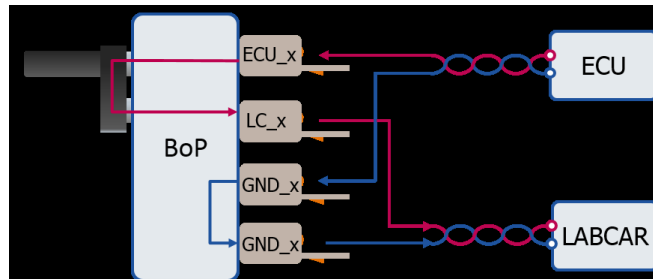 ECU_x
ECU
LC_x
BoP
GND_x
GND_x
LABCAR